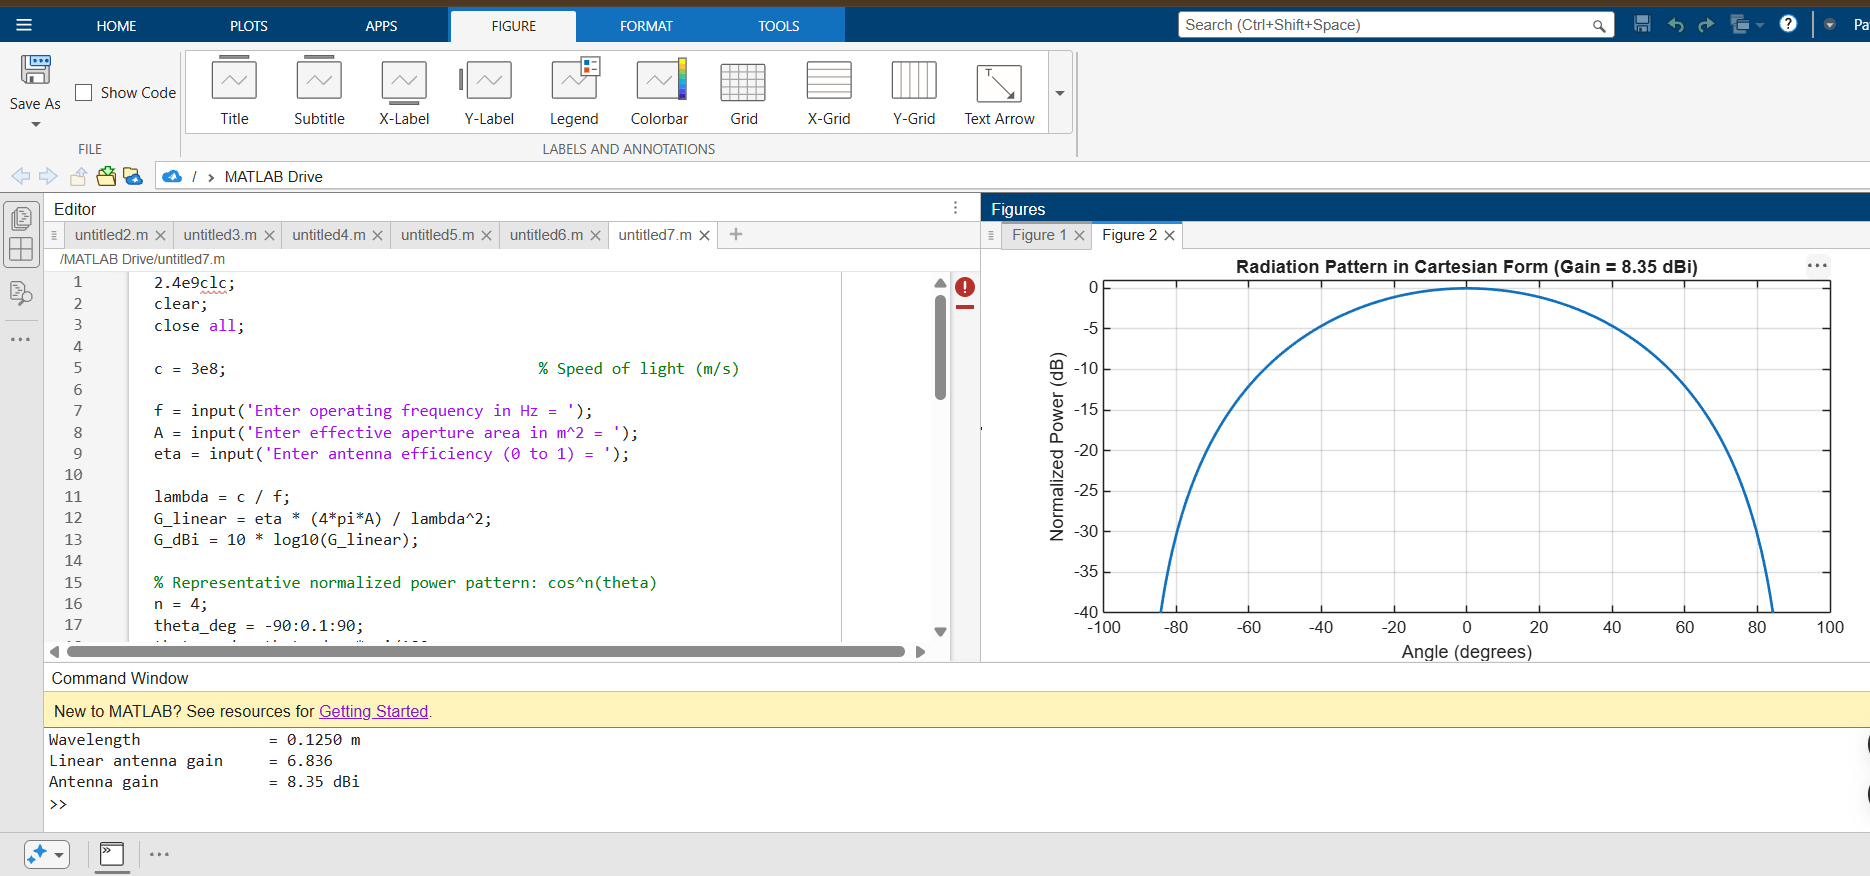 HOME PLOTS APPS FIGURE FORMAT TOOLS Search (Ctrl+Shift+Space) ? Pa
Save As
Show Code
Title Subtitle X-Label Y-Label Legend Colorbar Grid X-Grid Y-Grid Text Arrow
FILE LABELS AND ANNOTATIONS
/ > MATLAB Drive
Editor
untitled2.m untitled3.m untitled4.m untitled5.m untitled6.m untitled7.m +
/MATLAB Drive/untitled7.m
1 2.4e9clc;
2 clear;
3 close all;
4
5 c = 3e8; % Speed of light (m/s)
6
7 f = input('Enter operating frequency in Hz = ');
8 A = input('Enter effective aperture area in m^2 = ');
9 eta = input('Enter antenna efficiency (0 to 1) = ');
10
11 lambda = c / f;
12 G_linear = eta * (4*pi*A) / lambda^2;
13 G_dBi = 10 * log10(G_linear);
14
15 % Representative normalized power pattern: cos^n(theta)
16 n = 4;
17 theta_deg = -90:0.1:90;
Figures
Figure 1 Figure 2
Radiation Pattern in Cartesian Form (Gain = 8.35 dBi)
Normalized Power (dB)
0
-5
-10
-15
-20
-25
-30
-35
-40
-100 -80 -60 -40 -20 0 20 40 60 80 100
Angle (degrees)
Command Window
New to MATLAB? See resources for Getting Started.
Wavelength = 0.1250 m
Linear antenna gain = 6.836
Antenna gain = 8.35 dBi
>>